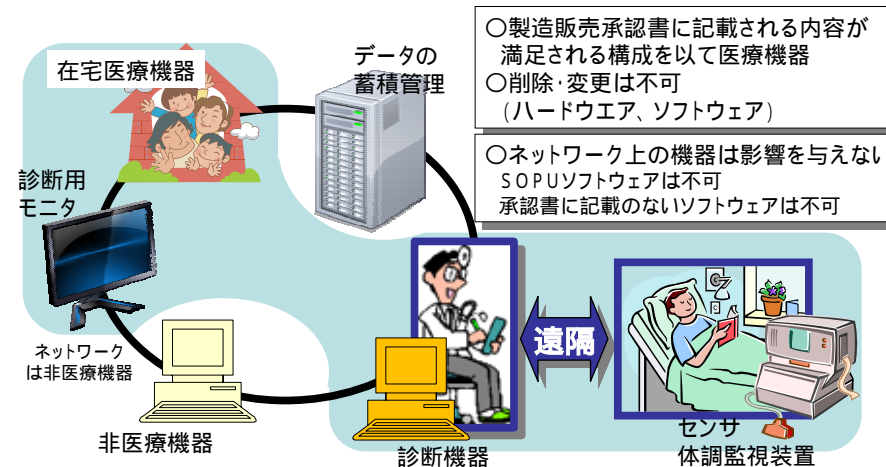 在宅医療機器
データの
蓄積管理
○製造販売承認書に記載される内容が
満足される構成を以て医療機器
○削除・変更は不可
(ハードウエア、ソフトウェア)
○ネットワーク上の機器は影響を与えない
SOPUソフトウェアは不可
承認書に記載のないソフトウェアは不可
診断用
モニタ
遠隔
ネットワーク
は非医療機器
非医療機器
診断機器
センサ
体調監視装置